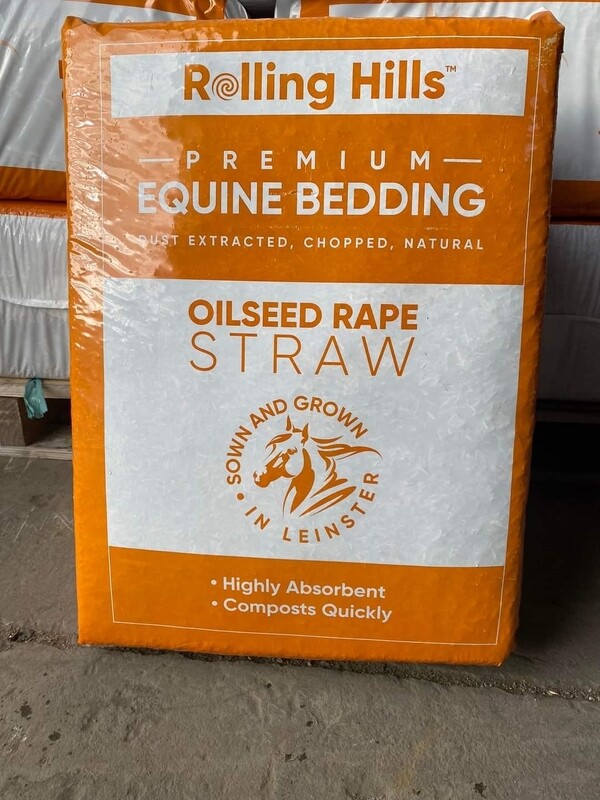 Rolling Hills™
PREMIUM
EQUINE BEDDING
DUST EXTRACTED, CHOPPED, NATURAL
OILSEED RAPE
STRAW
SOWN AND GROWN
• IN LEINSTER •
• Highly Absorbent
• Composts Quickly